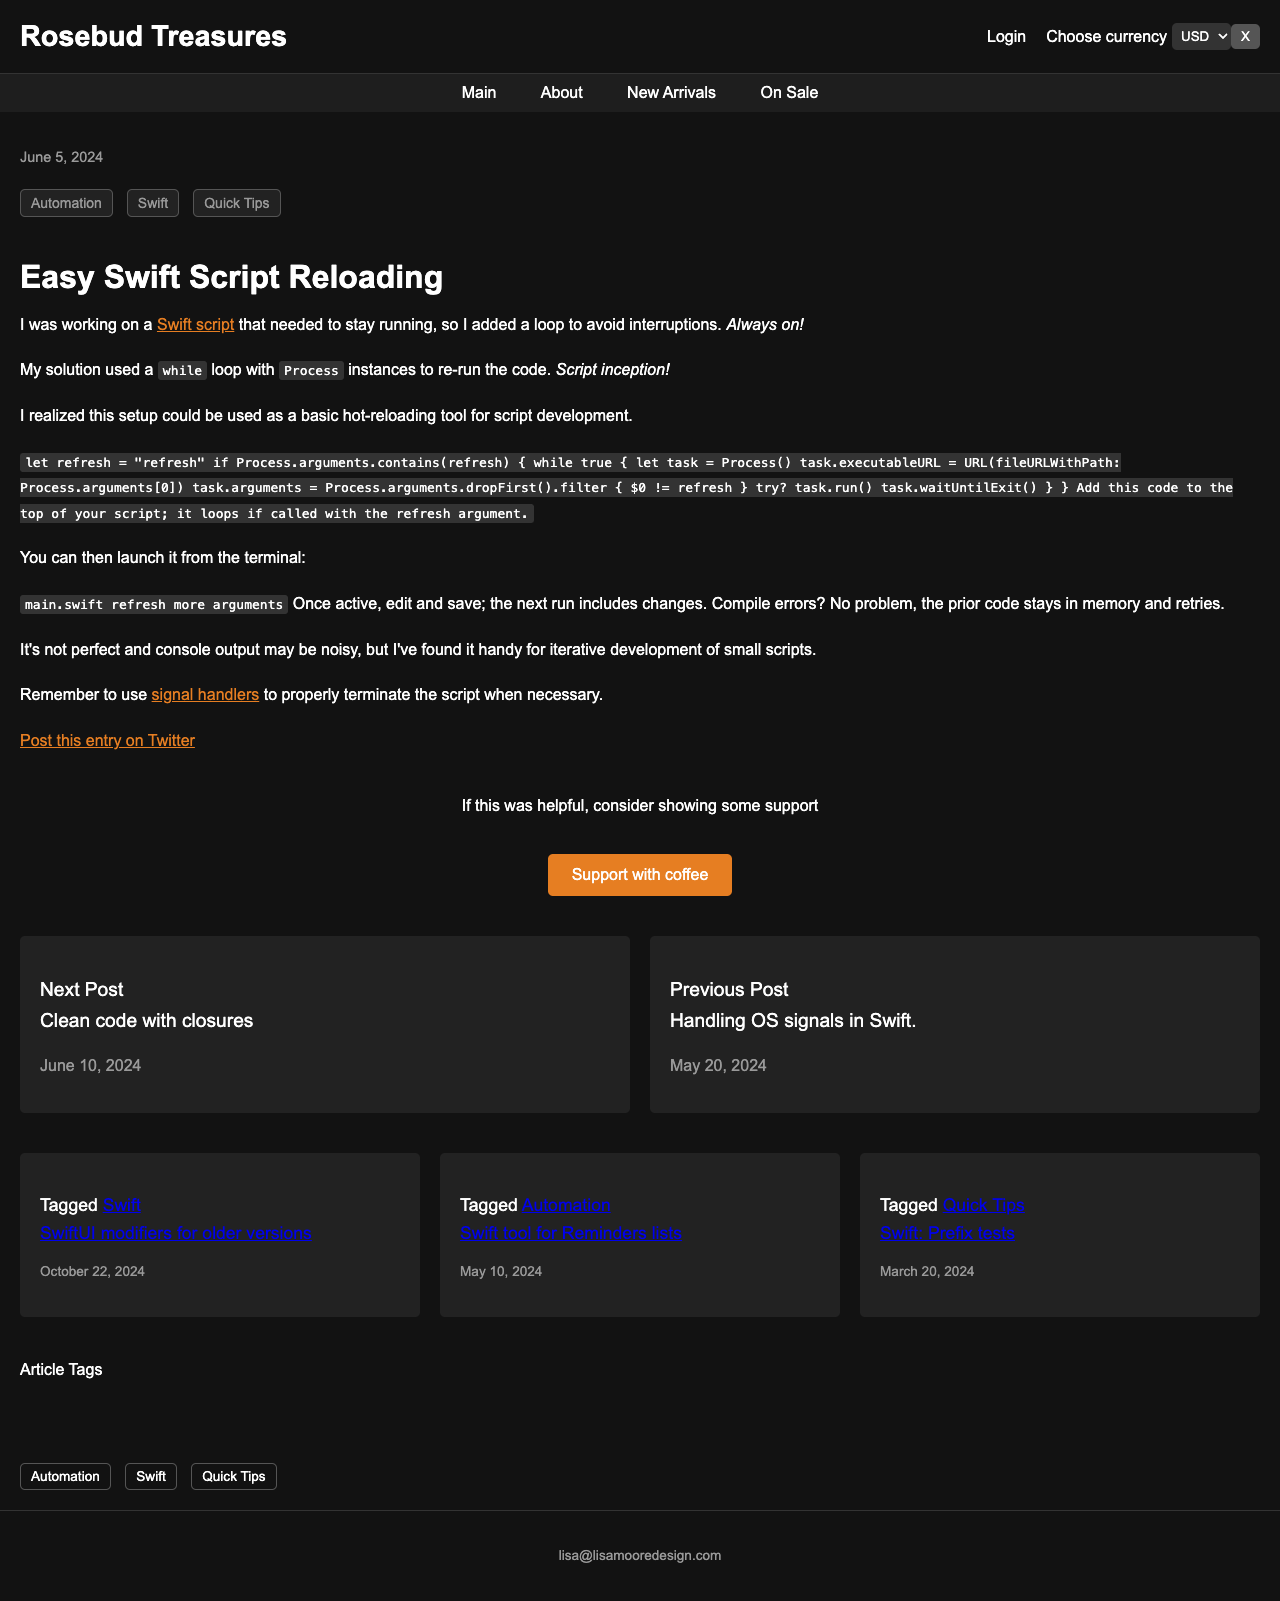 Rosebud Treasures
Login Choose currency USD X
Main About New Arrivals On Sale
June 5, 2024
Automation Swift Quick Tips
Easy Swift Script Reloading
I was working on a Swift script that needed to stay running, so I added a loop to avoid interruptions. Always on!
My solution used a while loop with Process instances to re-run the code. Script inception!
I realized this setup could be used as a basic hot-reloading tool for script development.
let refresh = "refresh" if Process.arguments.contains(refresh) { while true { let task = Process() task.executableURL = URL(fileURLWithPath:
Process.arguments[0]) task.arguments = Process.arguments.dropFirst().filter { $0 != refresh } try? task.run() task.waitUntilExit() } } Add this code to the
top of your script; it loops if called with the refresh argument.
You can then launch it from the terminal:
main.swift refresh more arguments Once active, edit and save; the next run includes changes. Compile errors? No problem, the prior code stays in memory and retries.
It's not perfect and console output may be noisy, but I've found it handy for iterative development of small scripts.
Remember to use signal handlers to properly terminate the script when necessary.
Post this entry on Twitter
If this was helpful, consider showing some support
Support with coffee
Next Post
Clean code with closures
June 10, 2024
Previous Post
Handling OS signals in Swift.
May 20, 2024
Tagged Swift
SwiftUI modifiers for older versions
October 22, 2024
Tagged Automation
Swift tool for Reminders lists
May 10, 2024
Tagged Quick Tips
Swift: Prefix tests
March 20, 2024
Article Tags
Automation Swift Quick Tips
lisa@lisamooredesign.com